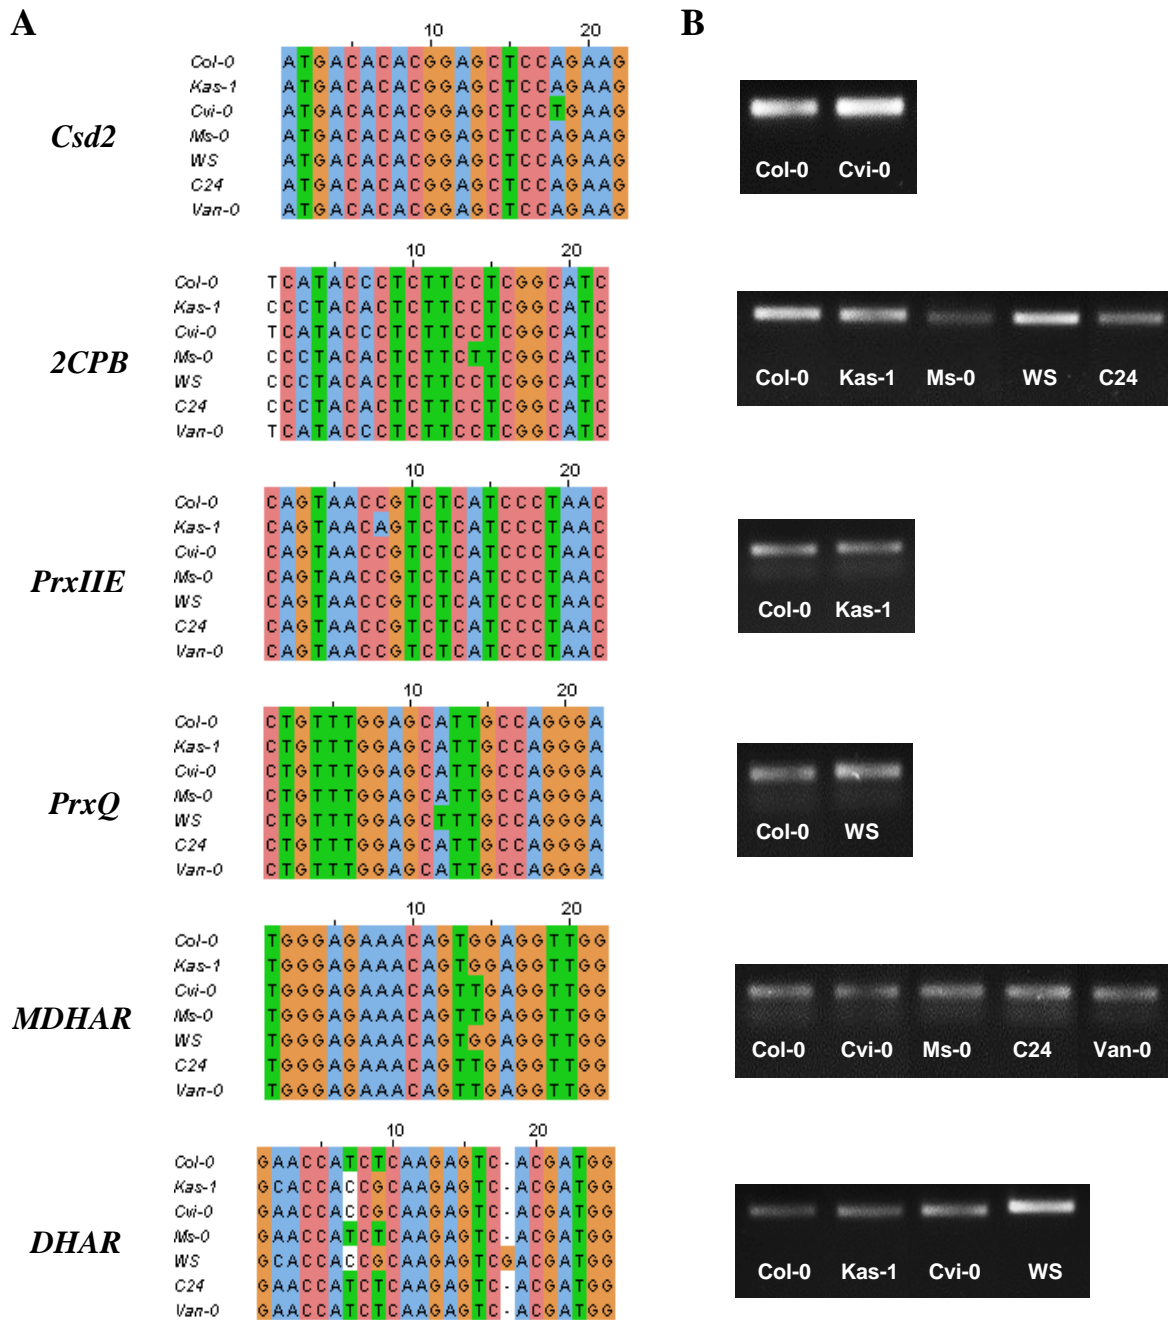 A
B
10 20
Col-0 ATGACACACGGAGCTCCAGAAG
Kas-1 ATGACACACGGAGCTCCAGAAG
Cvi-0 ATGACACACGGAGCTCCTGAAG
Csd2
Ms-0 ATGACACACGGAGCTCCAGAAG
WS ATGACACACGGAGCTCCAGAAG
C24 ATGACACACGGAGCTCCAGAAG
Van-0 ATGACACACGGAGCTCCAGAAG
Col-0 Cvi-0
10 20
Col-0 TCATACCCTCTTCCTCGGCATC
Kas-1 CCCTACACTCTTCCTCGGCATC
Cvi-0 TCATACCCTCTTCCTCGGCATC
2CPB
Ms-0 CCCTACACTCTTCTTCGGCATC
WS CCCTACACTCTTCCTCGGCATC
C24 CCCTACACTCTTCCTCGGCATC
Van-0 TCATACCCTCTTCCTCGGCATC
Col-0 Kas-1 Ms-0 WS C24
10 20
Col-0 CAGTAACCGTCTCATCCCTAAC
Kas-1 CAGTAACAGTCTCATCCCTAAC
Cvi-0 CAGTAACCGTCTCATCCCTAAC
PrxIIE
Ms-0 CAGTAACCGTCTCATCCCTAAC
WS CAGTAACCGTCTCATCCCTAAC
C24 CAGTAACCGTCTCATCCCTAAC
Van-0 CAGTAACCGTCTCATCCCTAAC
Col-0 Kas-1
10 20
Col-0 CTGTTTGGAGCATTGCCAGGGA
Kas-1 CTGTTTGGAGCATTGCCAGGGA
Cvi-0 CTGTTTGGAGCATTGCCAGGGA
PrxQ
Ms-0 CTGTTTGGAGCATTGCCAGGGA
WS CTGTTTGGAGCTTTGCCAGGGA
C24 CTGTTTGGAGCATTGCCAGGGA
Van-0 CTGTTTGGAGCATTGCCAGGGA
Col-0 WS
10 20
Col-0 TGGGAGAAACAGTGGAGGTTGG
Kas-1 TGGGAGAAACAGTGGAGGTTGG
Cvi-0 TGGGAGAAACAGTTGAGGTTGG
MDHAR
Ms-0 TGGGAGAAACAGTTGAGGTTGG
WS TGGGAGAAACAGTGGAGGTTGG
C24 TGGGAGAAACAGTTGAGGTTGG
Van-0 TGGGAGAAACAGTTGAGGTTGG
Col-0 Cvi-0 Ms-0 C24 Van-0
10 20
Col-0 GAACCATCTCAAGAGTC-ACGATGG
Kas-1 GCACCACCGCAAGAGTC-ACGATGG
Cvi-0 GAACCACCGCAAGAGTC-ACGATGG
DHAR
Ms-0 GAACCATCTCAAGAGTC-ACGATGG
WS GCACCACCGCAAGAGTCGACGATGG
C24 GAACCATCTCAAGAGTC-ACGATGG
Van-0 GAACCATCTCAAGAGTC-ACGATGG
Col-0 Kas-1 Cvi-0 WS